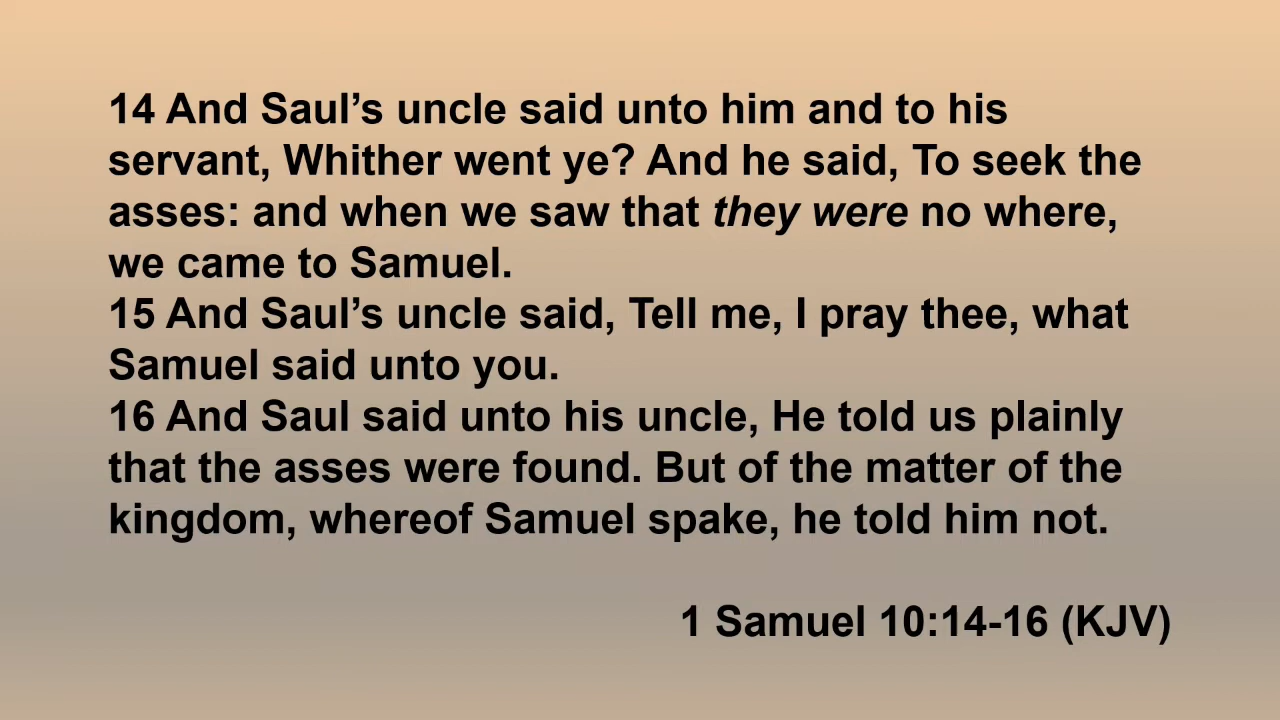 14 And Saul’s uncle said unto him and to his
servant, Whither went ye? And he said, To seek the
asses: and when we saw that they were no where,
we came to Samuel.
15 And Saul’s uncle said, Tell me, I pray thee, what
Samuel said unto you.
16 And Saul said unto his uncle, He told us plainly
that the asses were found. But of the matter of the
kingdom, whereof Samuel spake, he told him not.
1 Samuel 10:14-16 (KJV)